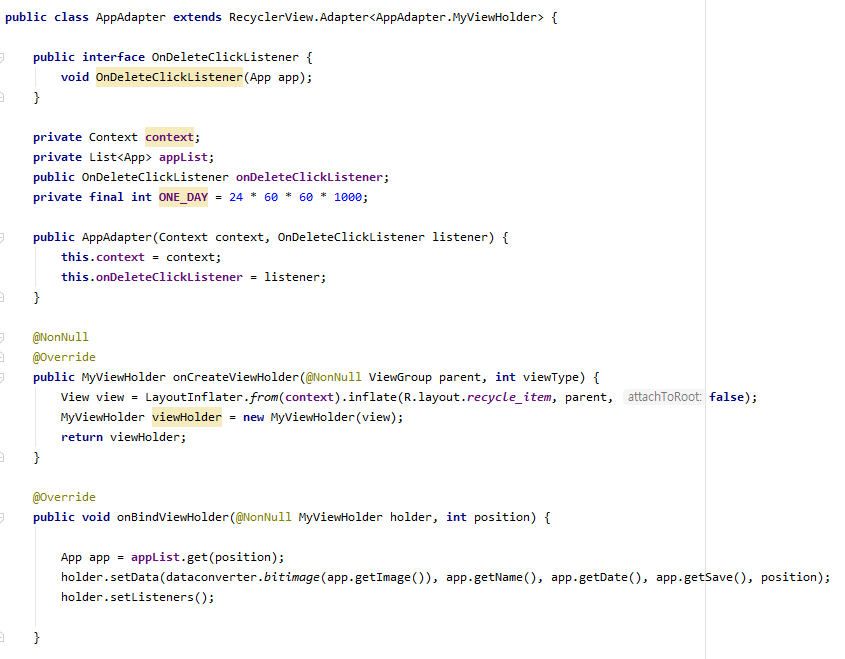 public class AppAdapter extends RecyclerView.Adapter<AppAdapter.MyViewHolder> {
public interface OnDeleteClickListener {
void OnDeleteClickListener(App app);
}
private Context context;
private List<App> appList;
public OnDeleteClickListener onDeleteClickListener;
private final int ONE_DAY = 24 * 60 * 60 * 1000;
public AppAdapter(Context context, OnDeleteClickListener listener) {
this.context = context;
this.onDeleteClickListener = listener;
}
@NonNull
@Override
public MyViewHolder onCreateViewHolder(@NonNull ViewGroup parent, int viewType) {
View view = LayoutInflater.from(context).inflate(R.layout.recycle_item, parent, attachToRoot: false);
MyViewHolder viewHolder = new MyViewHolder(view);
return viewHolder;
}
@Override
public void onBindViewHolder(@NonNull MyViewHolder holder, int position) {
App app = appList.get(position);
holder.setData(dataconverter.bitimage(app.getImage()), app.getName(), app.getDate(), app.getSave(), position);
holder.setListeners();
}